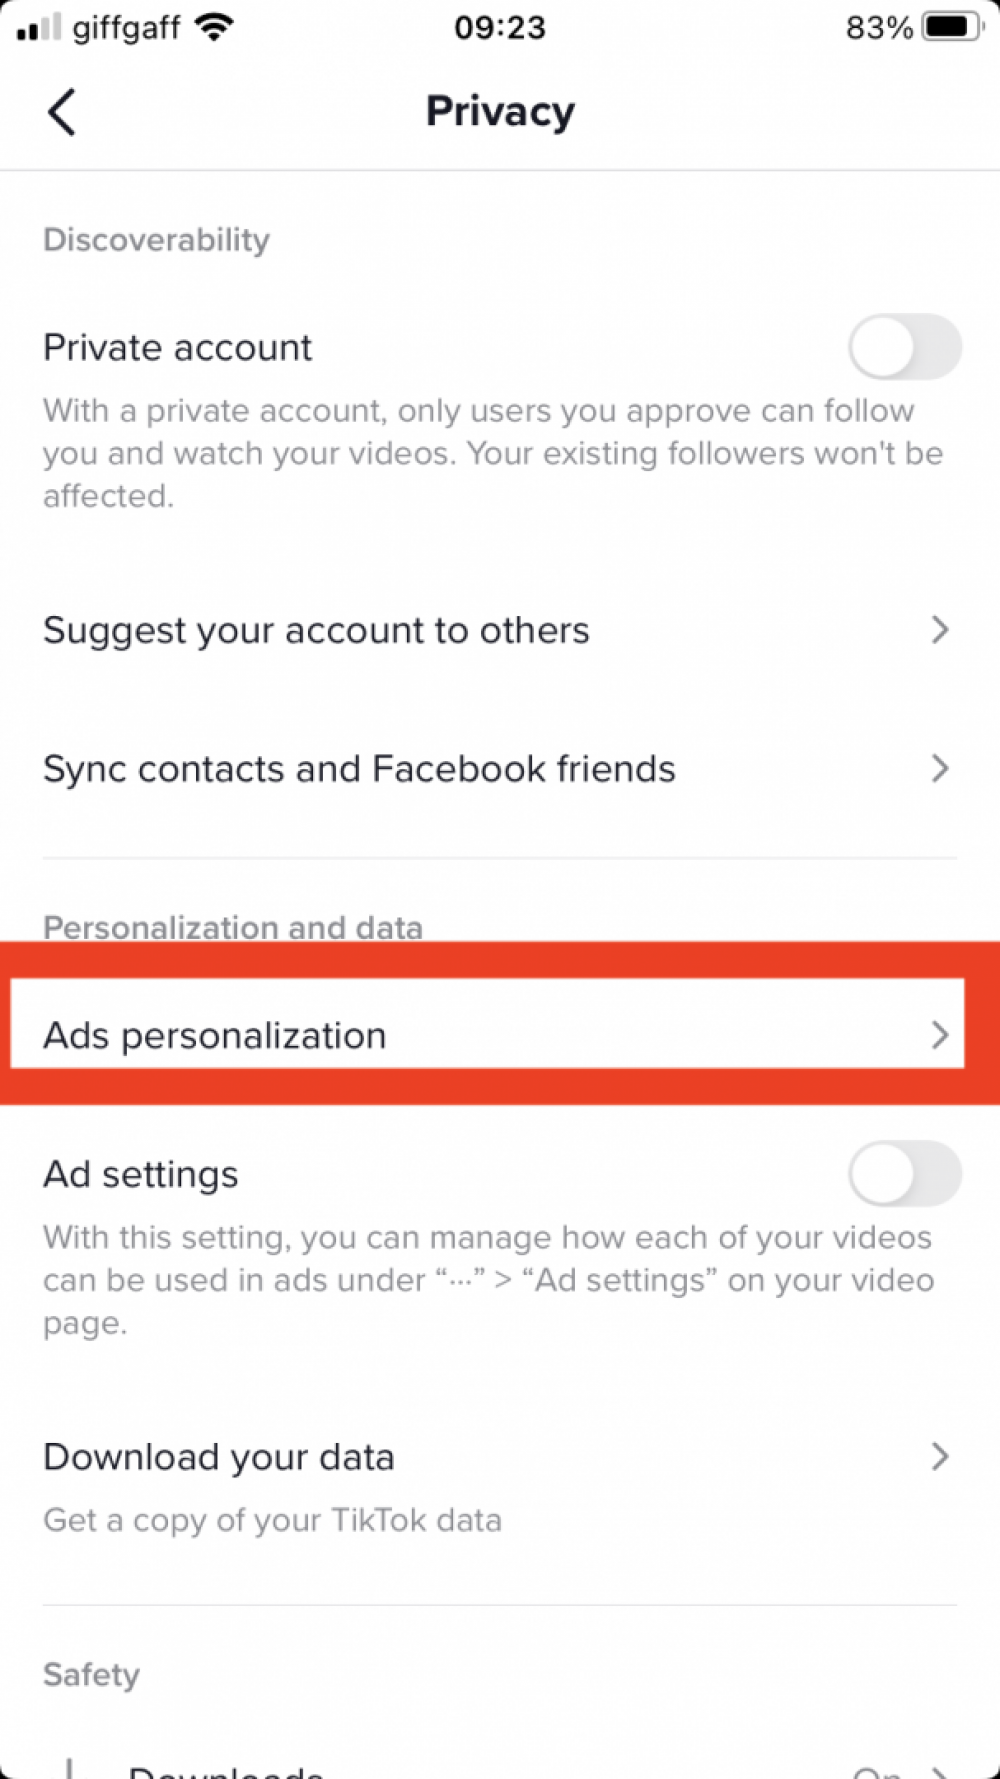 giffgaff 09:23 83%
Privacy
Discoverability
Private account
With a private account, only users you approve can follow
you and watch your videos. Your existing followers won't be
affected.
Suggest your account to others
Sync contacts and Facebook friends
Personalization and data
Ads personalization
Ad settings
With this setting, you can manage how each of your videos
can be used in ads under “···” > “Ad settings” on your video
page.
Download your data
Get a copy of your TikTok data
Safety
Downloads On